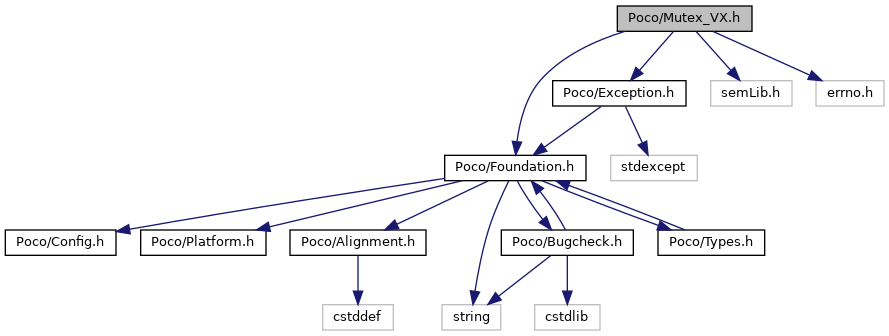 Poco/Mutex_VX.h
Poco/Exception.h
semLib.h
errno.h
Poco/Foundation.h
stdexcept
Poco/Config.h
Poco/Platform.h
Poco/Alignment.h
Poco/Bugcheck.h
Poco/Types.h
cstddef
string
cstdlib